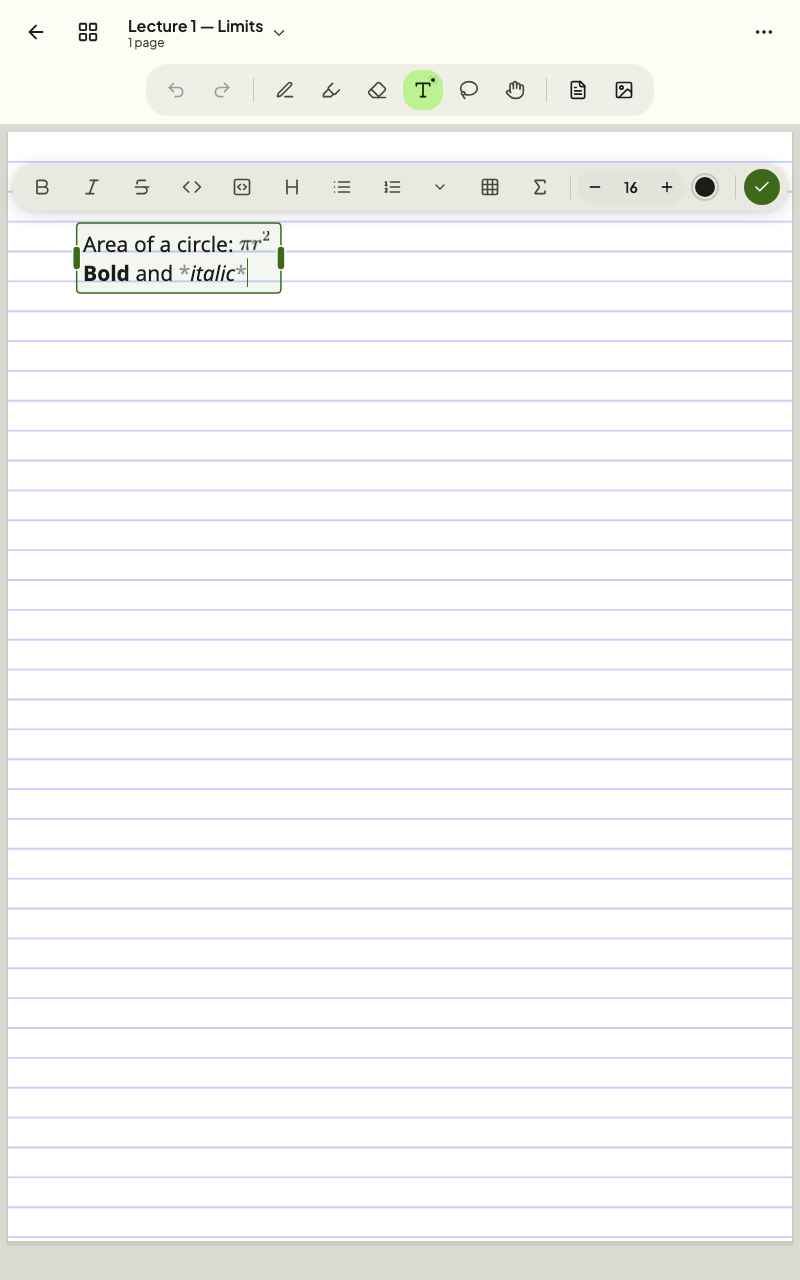 Lecture 1 — Limits
1 page
16
Area of a circle: πr²
Bold and *italic*